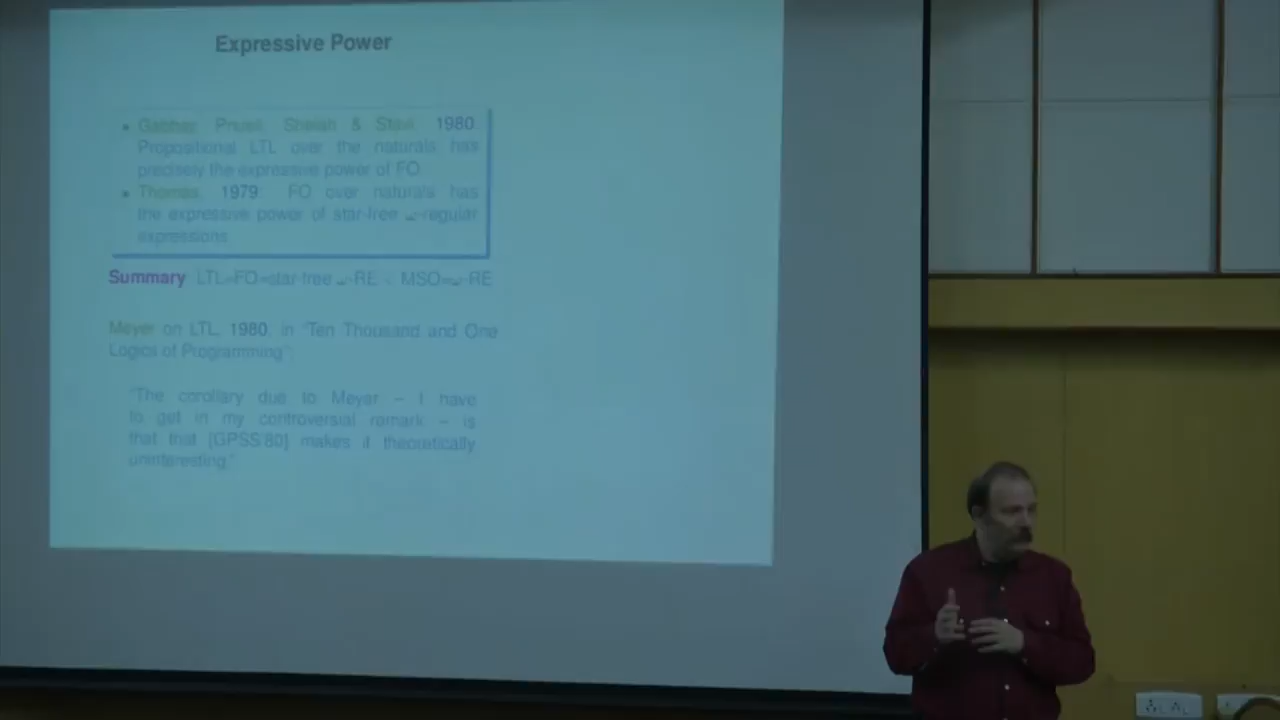 Expressive Power
• Gabbay, Pnueli, Shelah & Stavi, 1980:
Propositional LTL over the naturals has
precisely the expressive power of FO.
• Thomas, 1979: FO over naturals has
the expressive power of star-free ω-regular
expressions
Summary: LTL=FO=star-free ω-RE < MSO=ω-RE
Meyer on LTL, 1980, in "Ten Thousand and One
Logics of Programming":
"The corollary due to Meyer – I have
to get in my controversial remark – is
that that [GPSS'80] makes it theoretically
uninteresting."